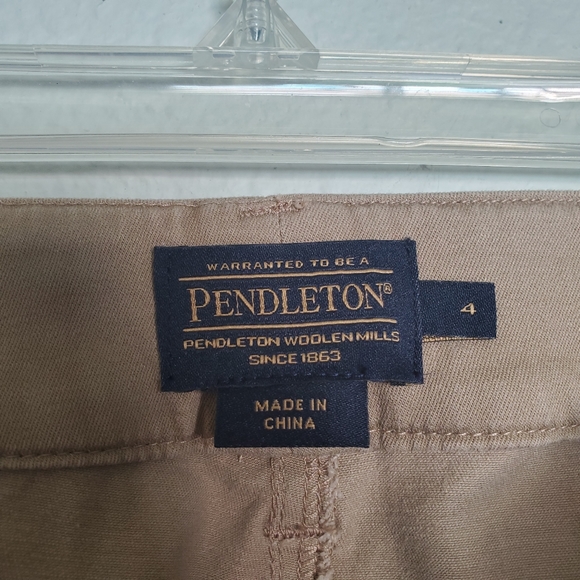 WARRANTED TO BE A
PENDLETON®
PENDLETON WOOLEN MILLS
SINCE 1863
4
MADE IN
CHINA